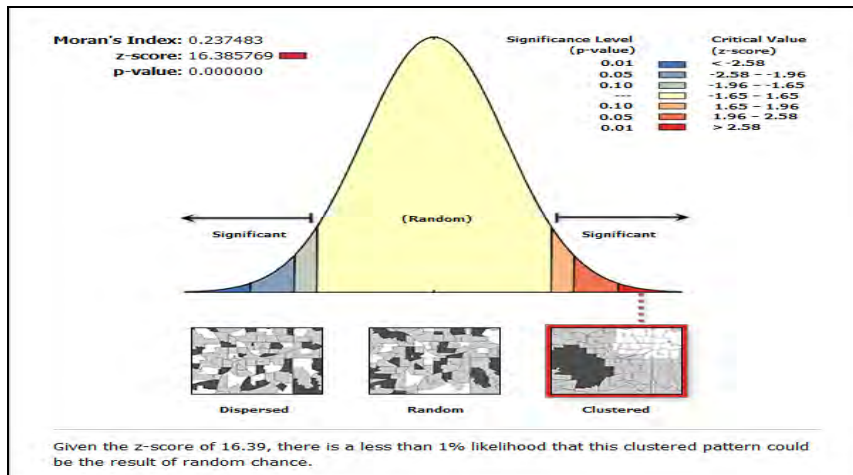 Moran's Index: 0.237483
z-score: 16.385769
p-value: 0.000000
Significance Level
(p-value)
Critical Value
(z-score)
0.01 < -2.58
0.05 -2.58 – -1.96
0.10 -1.96 – -1.65
--- -1.65 – 1.65
0.10 1.65 – 1.96
0.05 1.96 – 2.58
0.01 > 2.58
(Random)
Significant
Significant
Dispersed
Random
Clustered
Given the z-score of 16.39, there is a less than 1% likelihood that this clustered pattern could
be the result of random chance.